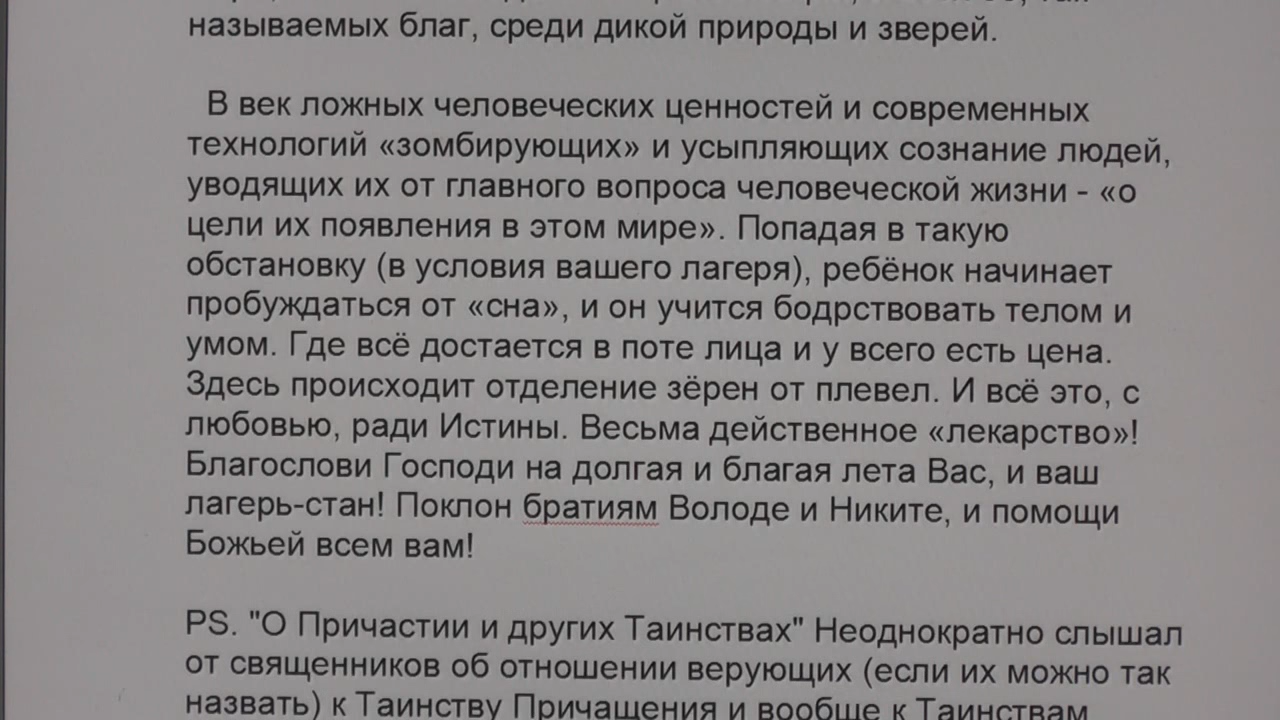 называемых благ, среди дикой природы и зверей.
В век ложных человеческих ценностей и современных
технологий «зомбирующих» и усыпляющих сознание людей,
уводящих их от главного вопроса человеческой жизни - «о
цели их появления в этом мире». Попадая в такую
обстановку (в условия вашего лагеря), ребёнок начинает
пробуждаться от «сна», и он учится бодрствовать телом и
умом. Где всё достается в поте лица и у всего есть цена.
Здесь происходит отделение зёрен от плевел. И всё это, с
любовью, ради Истины. Весьма действенное «лекарство»!
Благослови Господи на долгая и благая лета Вас, и ваш
лагерь-стан! Поклон братиям Володе и Никите, и помощи
Божьей всем вам!
PS. "О Причастии и других Таинствах" Неоднократно слышал
от священников об отношении верующих (если их можно так
назвать) к Таинству Причащения и вообще к Таинствам